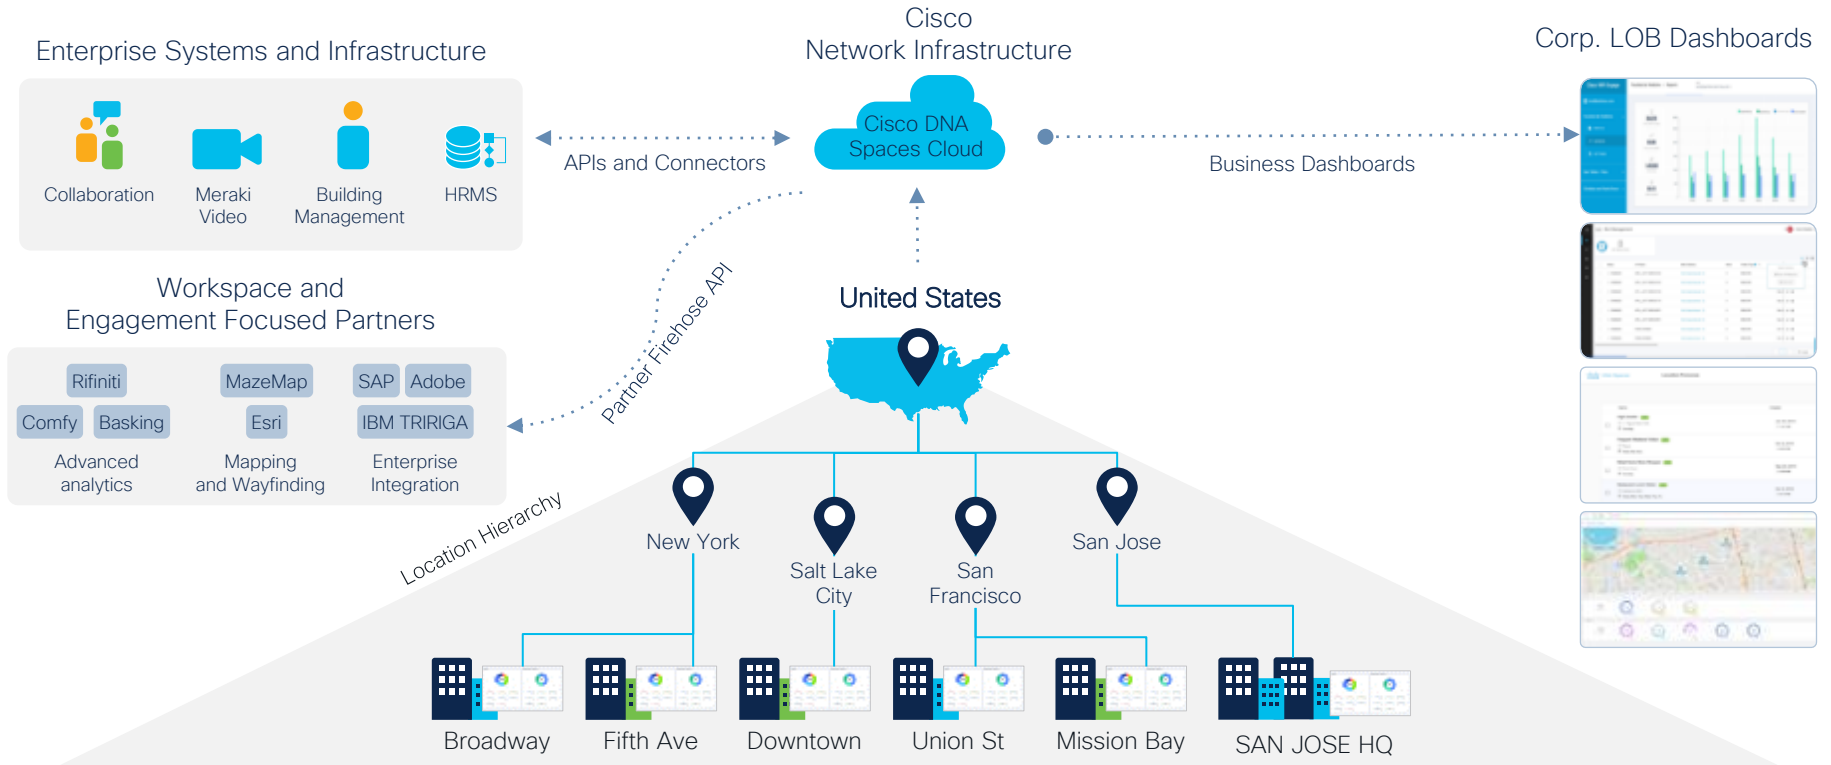 Cisco
Network Infrastructure
Enterprise Systems and Infrastructure
Corp. LOB Dashboards
Collaboration
Meraki
Video
Building
Management
HRMS
APIs and Connectors
Cisco DNA
Spaces Cloud
Business Dashboards
Workspace and
Engagement Focused Partners
Rifiniti
MazeMap
SAP
Adobe
Comfy
Basking
Esri
IBM TRIRIGA
Advanced
analytics
Mapping
and Wayfinding
Enterprise
Integration
Partner Firehose API
United States
Location Hierarchy
New York
Salt Lake
City
San
Francisco
San Jose
Broadway
Fifth Ave
Downtown
Union St
Mission Bay
SAN JOSE HQ